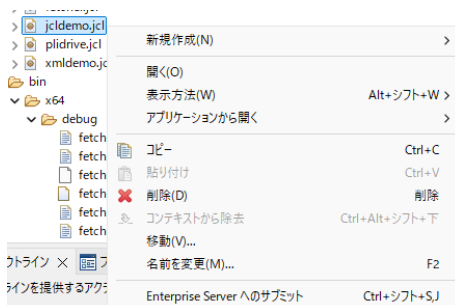 jcldemo.jcl
plidrive.jcl
xmldemo.jc
bin
x64
debug
fetch
fetch
fetch
fetch
fetch
fetch
新規作成(N)
開く(O)
表示方法(W) Alt+シフト+W
アプリケーションから開く
コピー Ctrl+C
貼り付け Ctrl+V
削除(D) 削除
コンテキストから除去 Ctrl+Alt+シフト+下
移動(V)...
名前を変更(M)... F2
Enterprise Server へのサブミット Ctrl+シフト+S,J
ウトライン
ラインを提供するアクラ